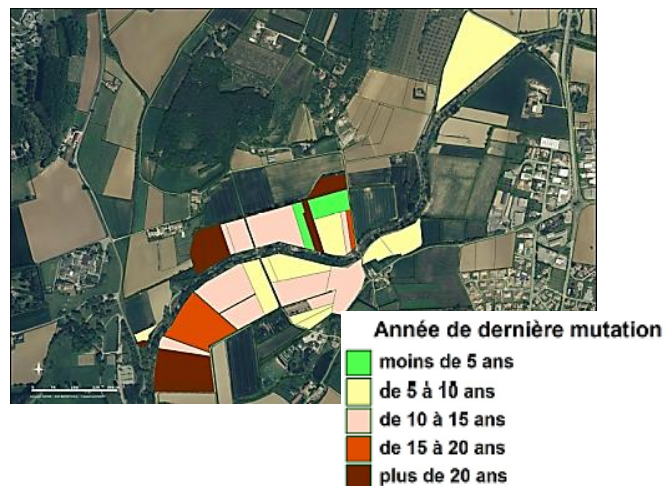 Année de dernière mutation
moins de 5 ans
de 5 à 10 ans
de 10 à 15 ans
de 15 à 20 ans
plus de 20 ans